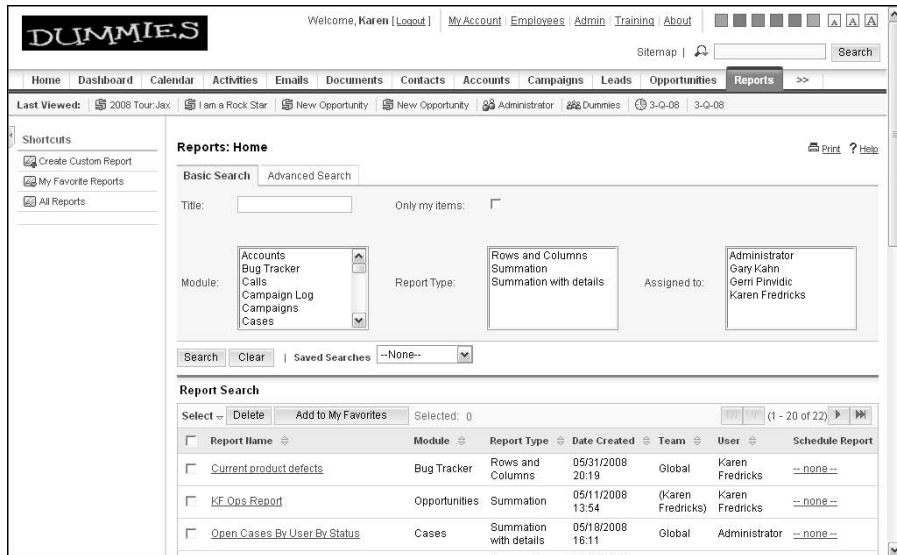 DUMMIES
Welcome, Karen [ Logout ] My Account | Employees | Admin | Training | About A A A
Sitemap | Search
Home Dashboard Calendar Activities Emails Documents Contacts Accounts Campaigns Leads Opportunities Reports >>
Last Viewed: 2008 Tour:Jax I am a Rock Star New Opportunity New Opportunity Administrator Dummies 3-Q-08 3-Q-08
Shortcuts
Create Custom Report
My Favorite Reports
All Reports
Reports: Home
Print ? Help
Basic Search Advanced Search
Title:
Only my items:
Module:
Accounts
Bug Tracker
Calls
Campaign Log
Campaigns
Cases
Report Type:
Rows and Columns
Summation
Summation with details
Assigned to:
Administrator
Gary Kahn
Gerri Pinvidic
Karen Fredricks
Search Clear | Saved Searches --None--
Report Search
Select Delete Add to My Favorites Selected: 0 (1 - 20 of 22)
Report Name Module Report Type Date Created Team User Schedule Report
Current product defects Bug Tracker Rows and Columns 05/31/2008 20:19 Global Karen Fredricks -- none --
KF Ops Report Opportunities Summation 05/11/2008 13:54 (Karen Fredricks) Karen Fredricks -- none --
Open Cases By User By Status Cases Summation with details 05/18/2008 16:11 Global Administrator -- none --